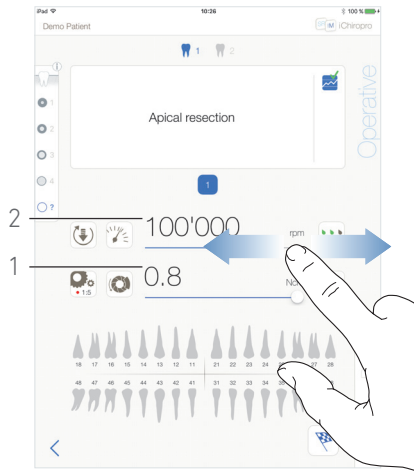 iPad
10:26
100 %
Demo Patient
iChiropro
1 2
Operative
Apical resection
1
2
3
4
?
1
2
100'000 rpm
1
0.8
1:5
18 17 16 15 14 13 12 11 21 22 23 24 27 28
48 47 46 45 44 43 42 41 31 32 33 34